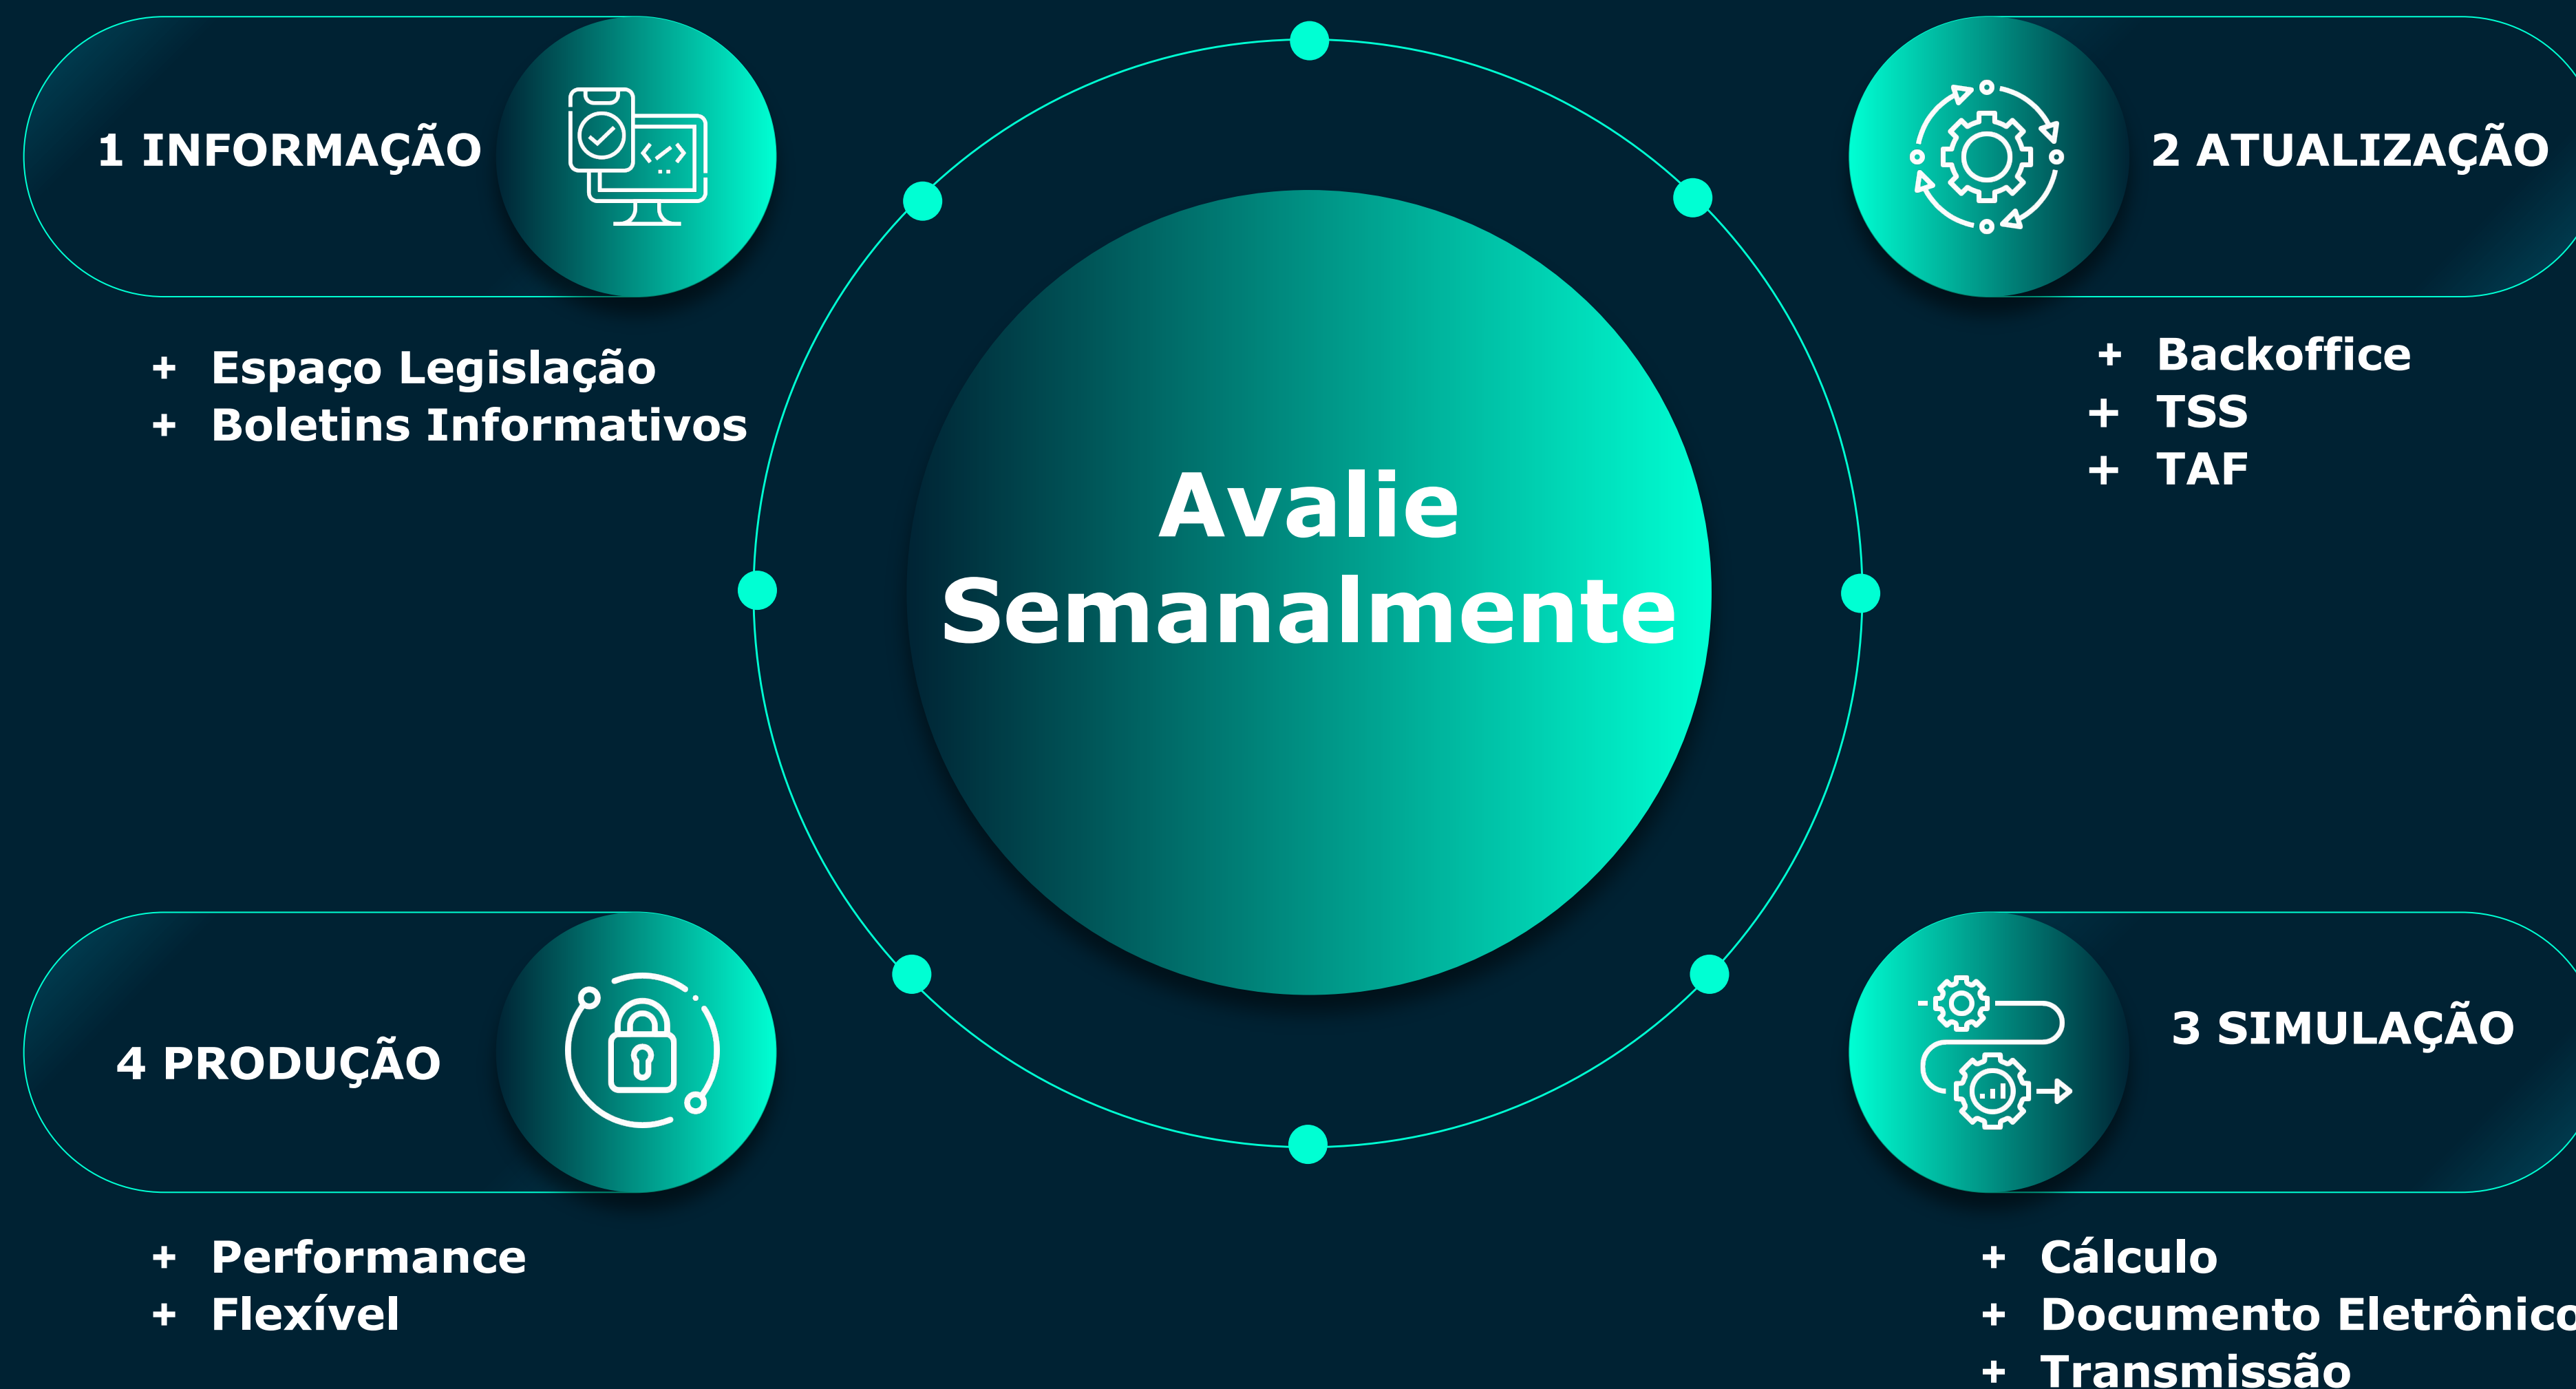 1 INFORMAÇÃO
+ Espaço Legislação
+ Boletins Informativos
2 ATUALIZAÇÃO
+ Backoffice
+ TSS
+ TAF
Avalie
Semanalmente
3 SIMULAÇÃO
+ Cálculo
+ Documento Eletrônico
+ Transmissão
4 PRODUÇÃO
+ Performance
+ Flexível